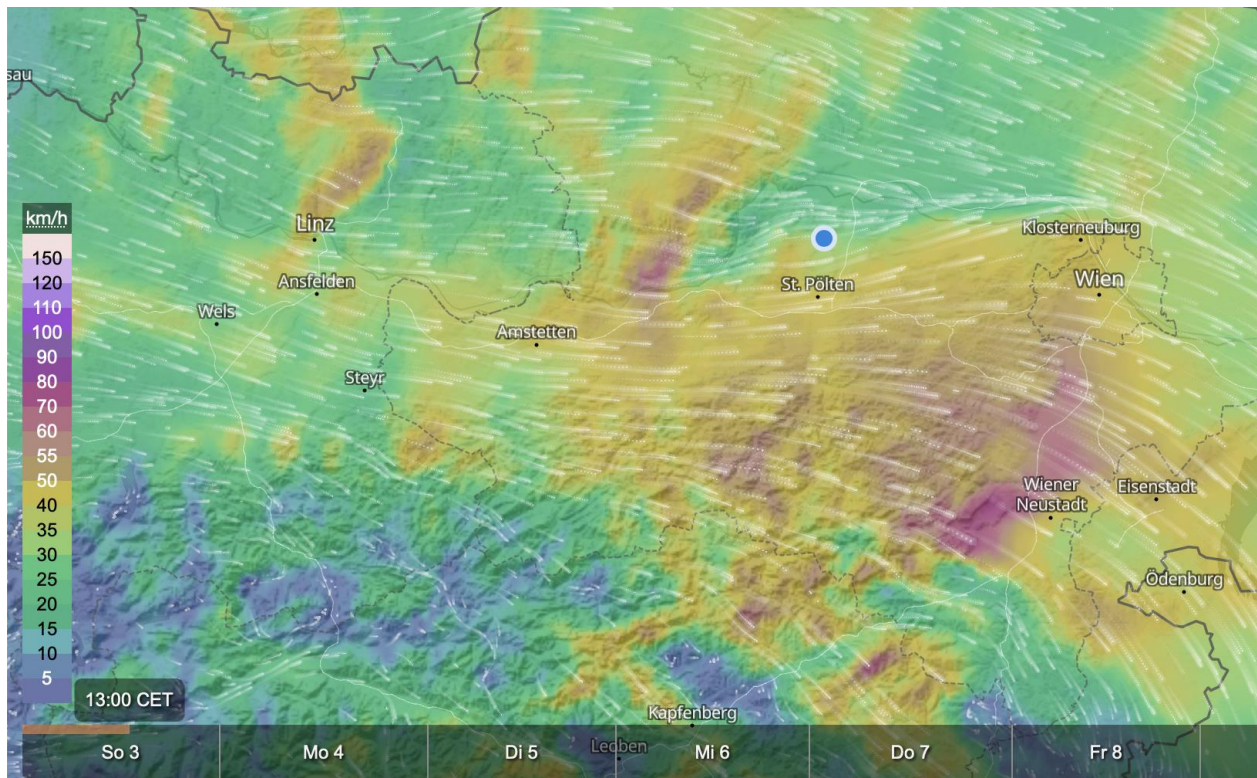 ssau
km/h
150
120
110
100
90
80
70
60
55
50
40
35
30
25
20
15
10
5
Linz
Ansfelden
Wels
Steyr
Amstetten
St. Pölten
Klosterneuburg
Wien
Wiener
Neustadt
Eisenstadt
Ödenburg
Kapfenberg
Leoben
13:00 CET
So 3
Mo 4
Di 5
Mi 6
Do 7
Fr 8